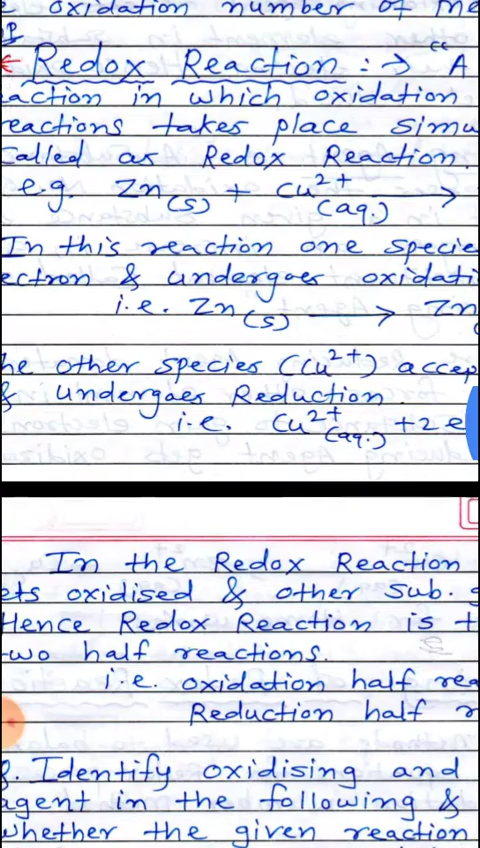 e oxidation number of me
of
← Redox Reaction :→ " A
eaction in which oxidation
reactions takes place simu
called as Redox Reaction.
e.g. Zn(s) + Cu²⁺(aq.) →
In this reaction one specie
ectron & undergoes oxidati
i.e. Zn(s) → Zn
he other species (Cu²⁺) accep
& undergoes Reduction.
i.e. Cu²⁺(aq.) + 2e
In the Redox Reaction
ets oxidised & other sub. g
Hence Redox Reaction is t
two half reactions.
i.e. oxidation half rea
Reduction half r
Q. Identify oxidising and
agent in the following &
whether the given reaction